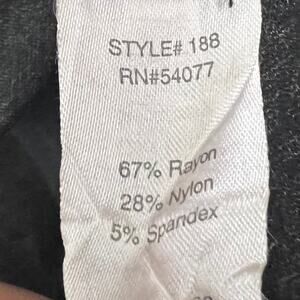 STYLE# 188
RN#54077
67% Rayon
28% Nylon
5% Spandex